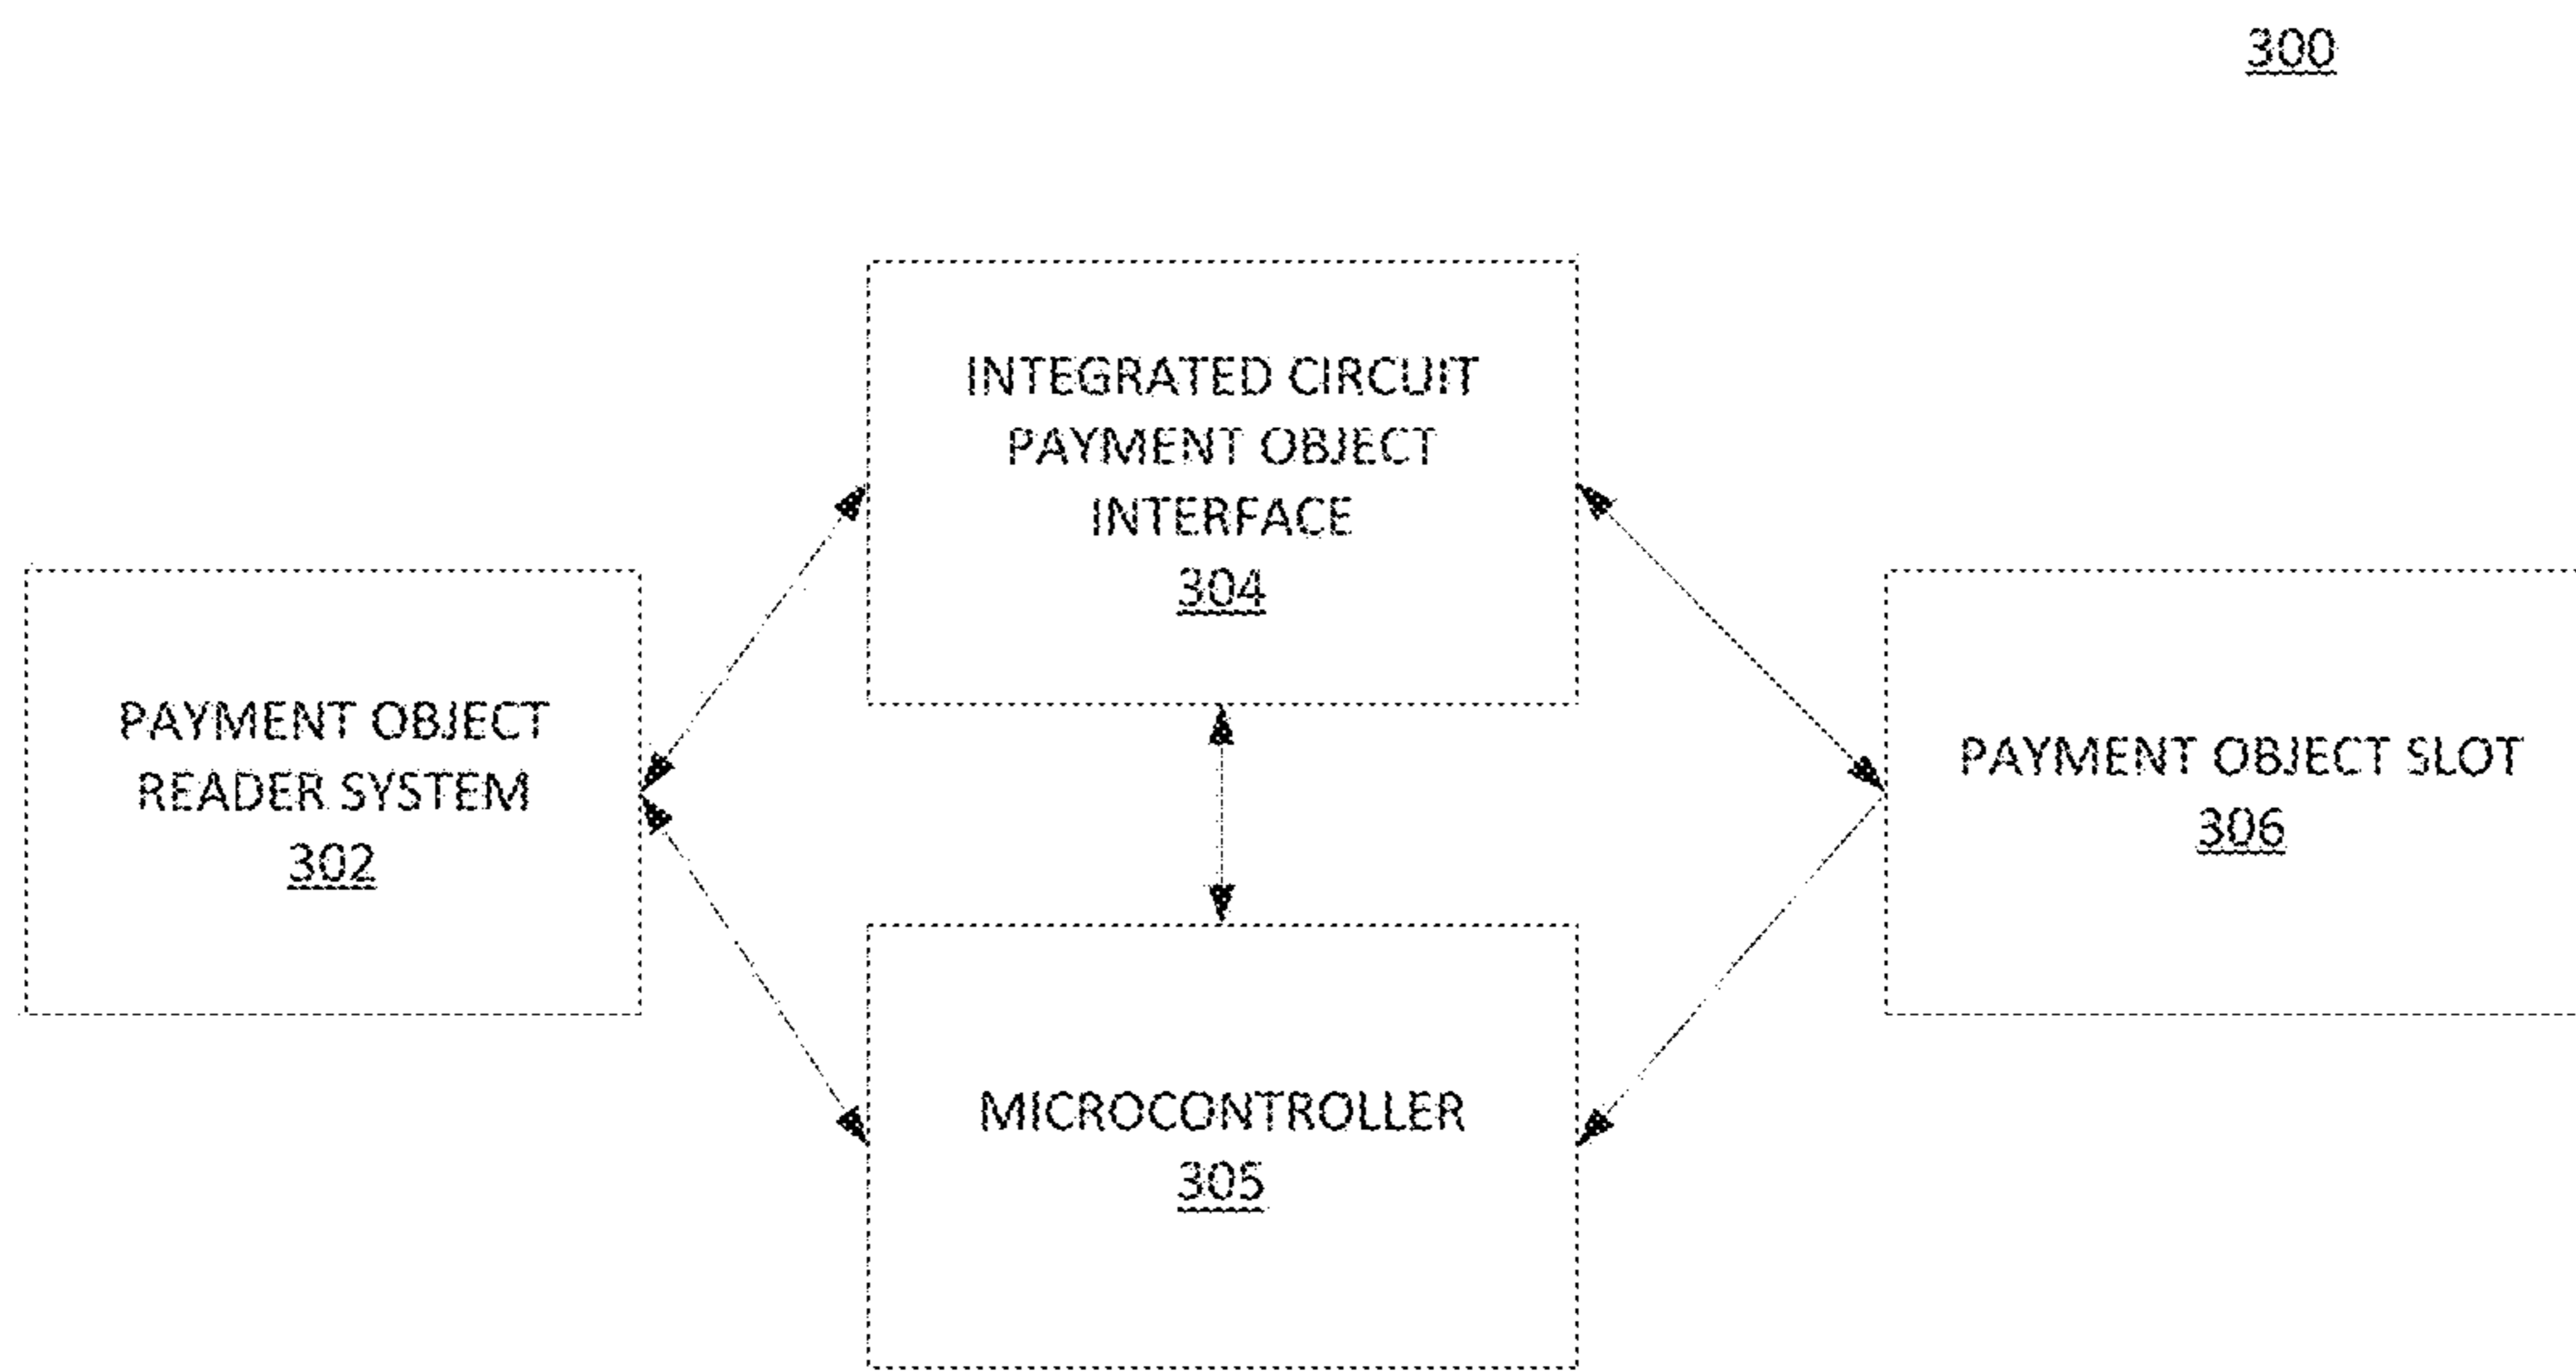 300
INTEGRATED CIRCUIT
PAYMENT OBJECT
INTERFACE
304
PAYMENT OBJECT
READER SYSTEM
302
PAYMENT OBJECT SLOT
306
MICROCONTROLLER
305